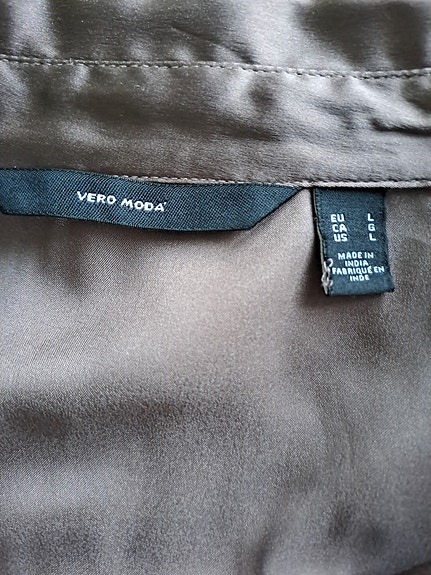 VERO MODA
EU L
CA G
US L
MADE IN
INDIA
FABRIQUÉ EN
INDE